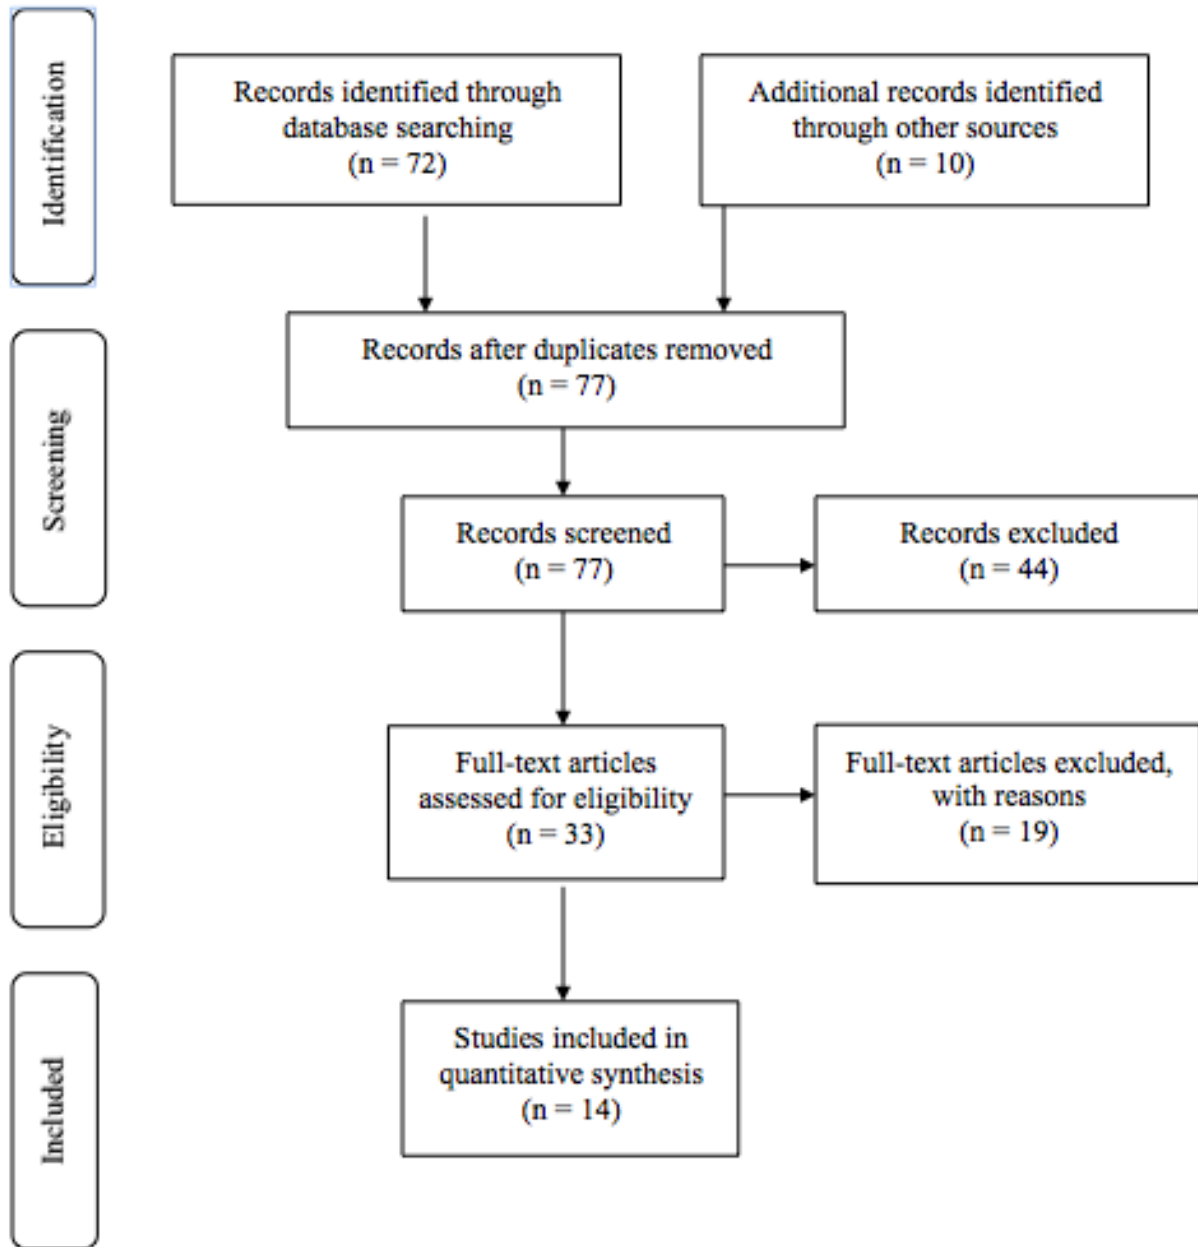 Identification
Records identified through
database searching
(n = 72)
Additional records identified
through other sources
(n = 10)
Screening
Records after duplicates removed
(n = 77)
Records screened
(n = 77)
Records excluded
(n = 44)
Eligibility
Full-text articles
assessed for eligibility
(n = 33)
Full-text articles excluded,
with reasons
(n = 19)
Included
Studies included in
quantitative synthesis
(n = 14)